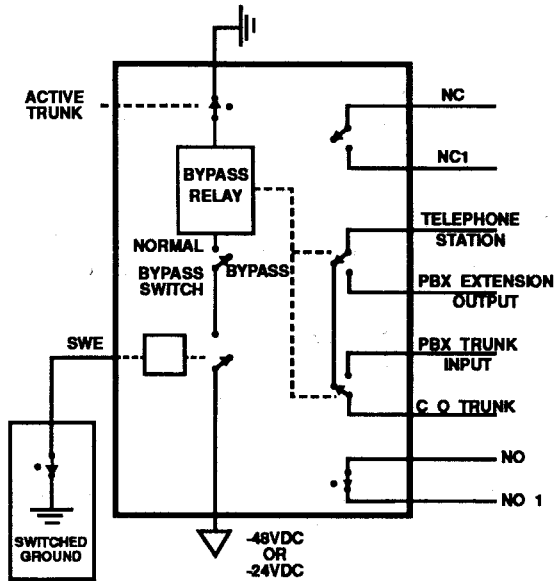 ACTIVE
TRUNK
NC
NC1
BYPASS
RELAY
TELEPHONE
STATION
NORMAL
BYPASS
SWITCH
BYPASS
PBX EXTENSION
OUTPUT
SWE
PBX TRUNK
INPUT
C O TRUNK
NO
NO 1
SWITCHED
GROUND
-48VDC
OR
-24VDC